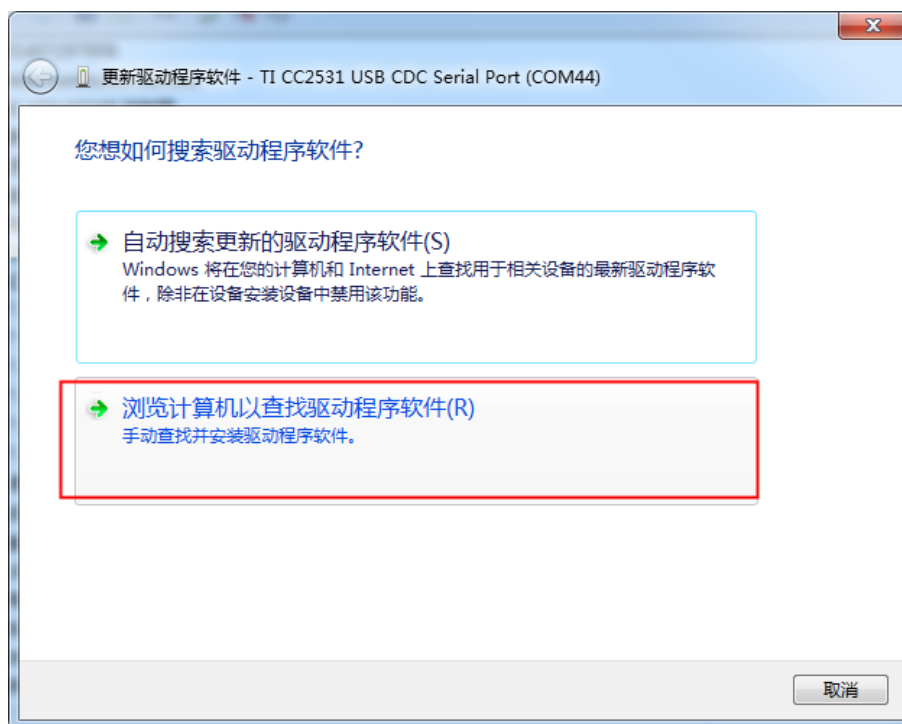 更新驱动程序软件 - TI CC2531 USB CDC Serial Port (COM44)
您想如何搜索驱动程序软件?
自动搜索更新的驱动程序软件(S)
Windows 将在您的计算机和 Internet 上查找用于相关设备的最新驱动程序软
件，除非在设备安装设备中禁用该功能。
浏览计算机以查找驱动程序软件(R)
手动查找并安装驱动程序软件。
取消